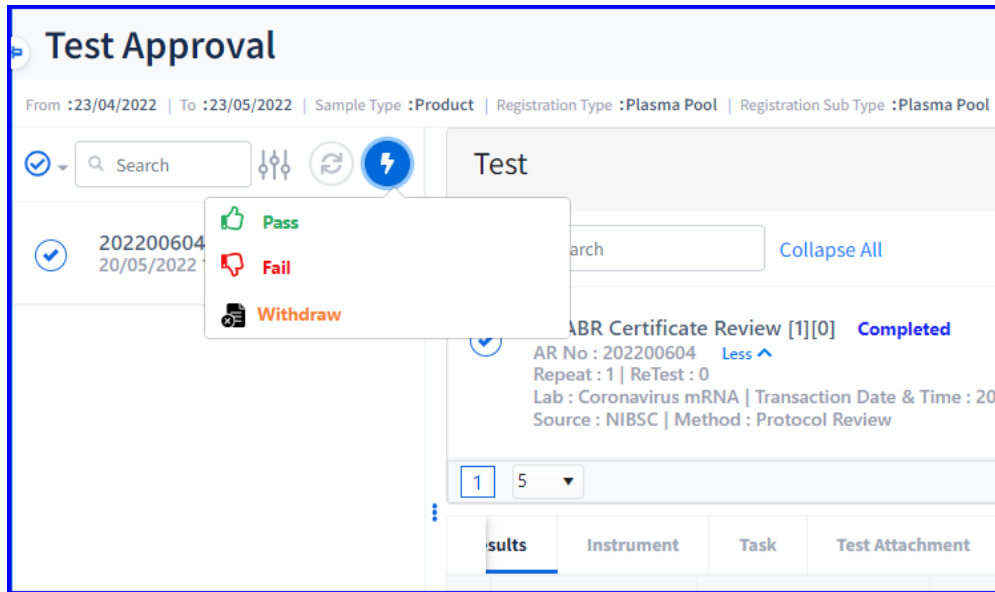 Test Approval
From :23/04/2022 | To :23/05/2022 | Sample Type :Product | Registration Type :Plasma Pool | Registration Sub Type :Plasma Pool
Search
Pass
Fail
Withdraw
202200604
20/05/2022
Test
arch
Collapse All
ABR Certificate Review [1][0] Completed
AR No : 202200604 Less
Repeat : 1 | ReTest : 0
Lab : Coronavirus mRNA | Transaction Date & Time : 20
Source : NIBSC | Method : Protocol Review
1 5
sults Instrument Task Test Attachment